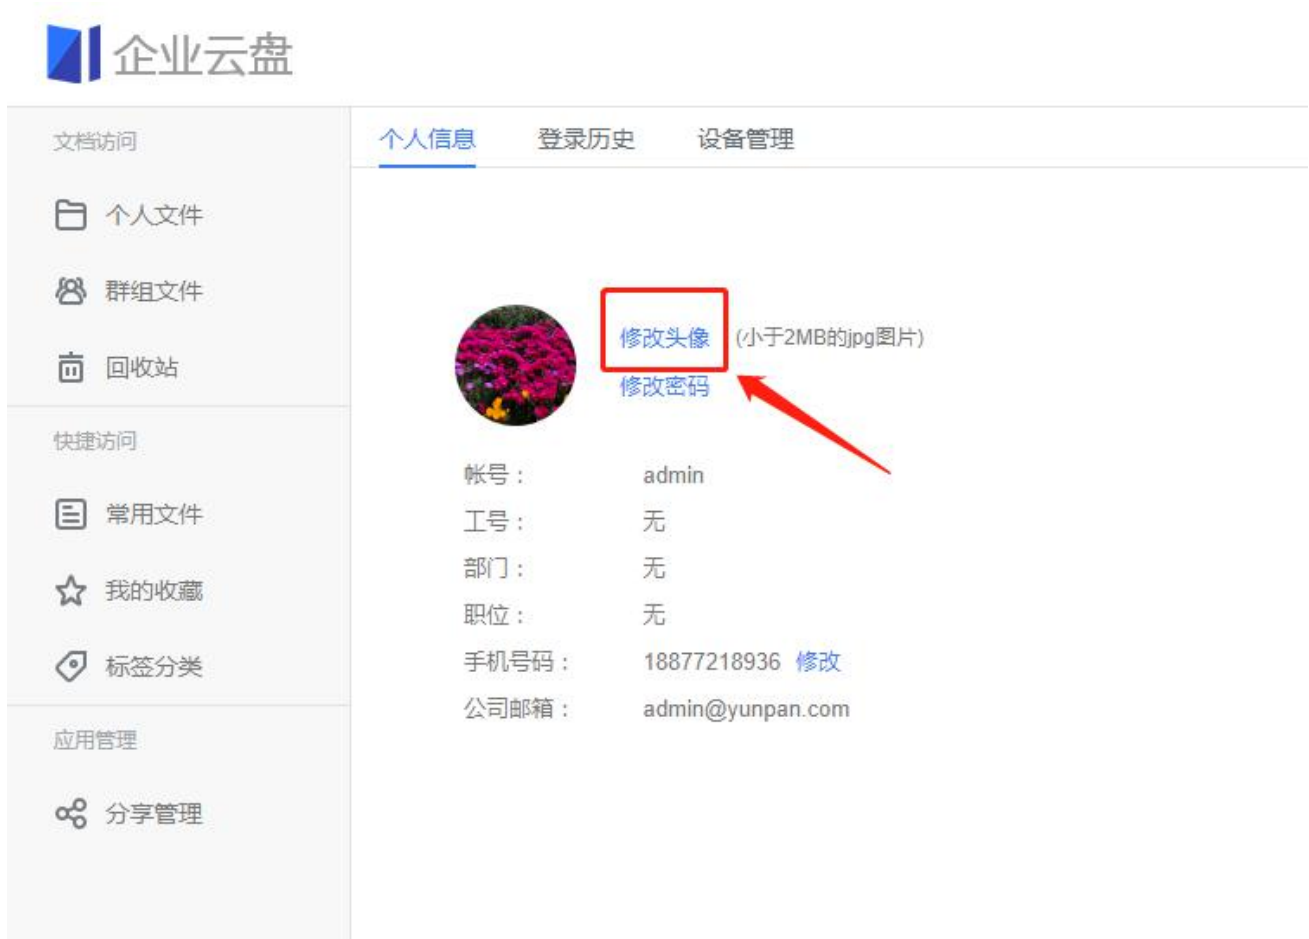 企业云盘
文档访问
个人文件
群组文件
回收站
快捷访问
常用文件
我的收藏
标签分类
应用管理
分享管理
个人信息 登录历史 设备管理
修改头像 (小于2MB的jpg图片)
修改密码
帐号： admin
工号： 无
部门： 无
职位： 无
手机号码： 18877218936 修改
公司邮箱： admin@yunpan.com